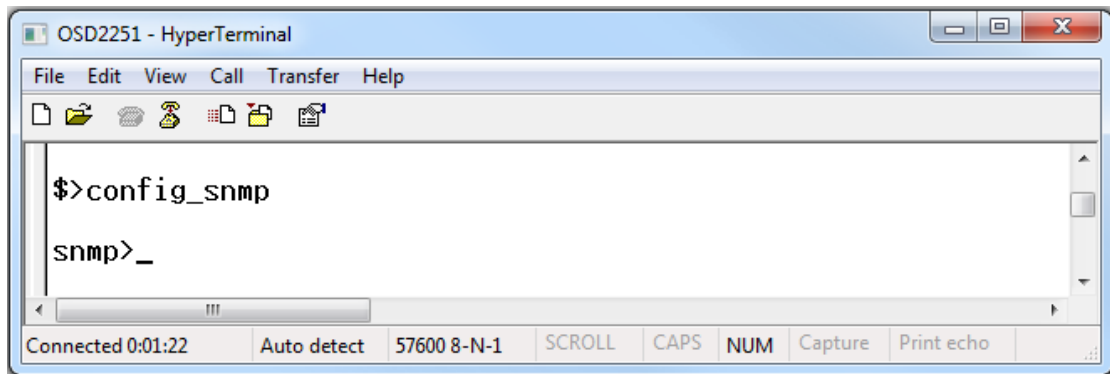 OSD2251 - HyperTerminal
File Edit View Call Transfer Help
$>config_snmp
snmp>_
Connected 0:01:22 Auto detect 57600 8-N-1 SCROLL CAPS NUM Capture Print echo